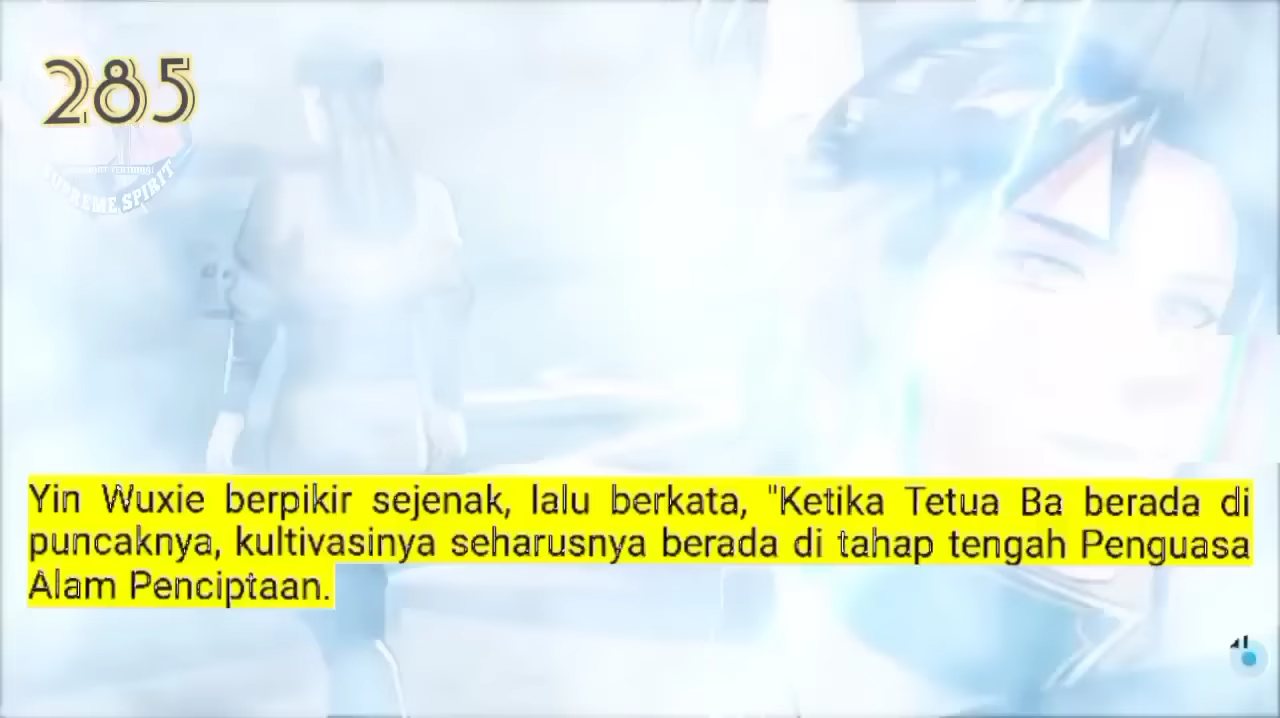 285
SUPREME SPIRIT
Yin Wuxie berpikir sejenak, lalu berkata, "Ketika Tetua Ba berada di
puncaknya, kultivasinya seharusnya berada di tahap tengah Penguasa
Alam Penciptaan.